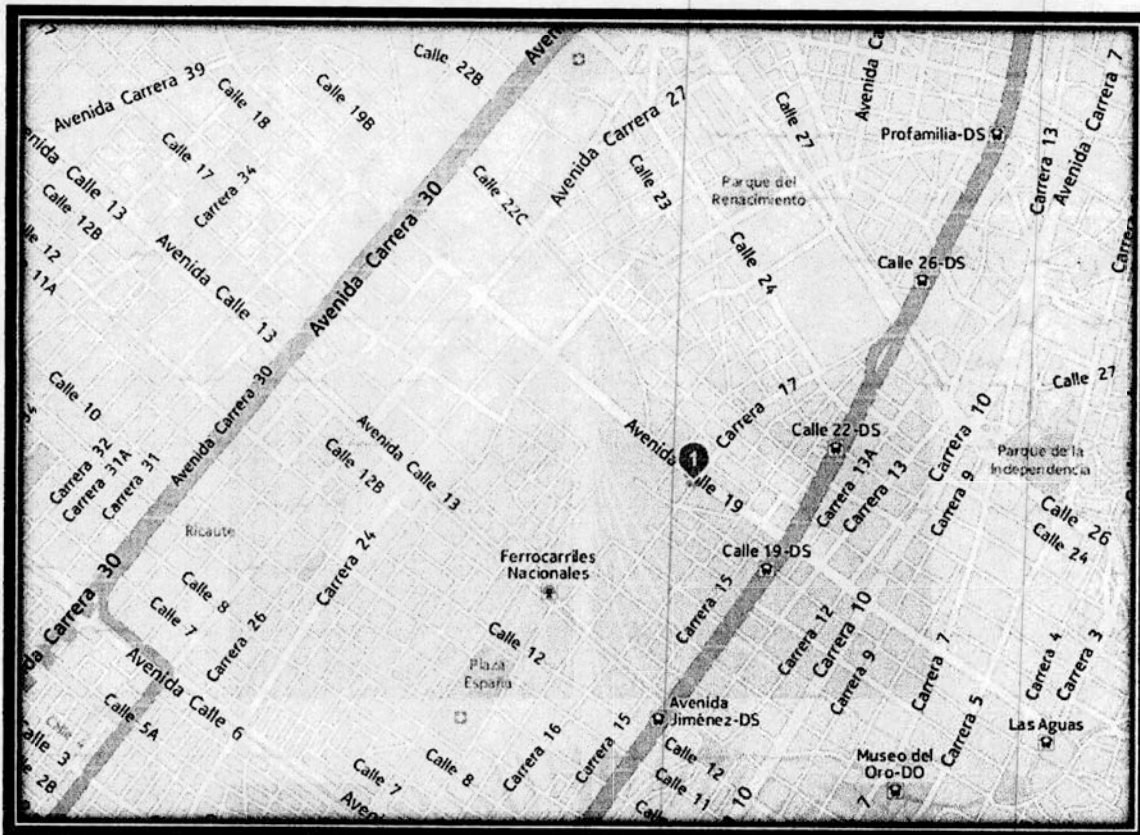 Calle 22B
Avenida Carrera 39
Calle 18
Calle 19B
Avenida Carrera 27
Calle 27
Avenida Ca
Avenida Carrera 7
Profamilia-DS
Carrera 13
enida Calle 13
Calle 17
Carrera 34
Calle 12B
Calle 22C
Calle 23
Parque del
Renacimiento
Avenida Carrera 30
Avenida Calle 13
Calle 24
Calle 26-DS
11A
Calle 10
Avenida Carrera 30
Carrera 32
Carrera 31A
Carrera 31
Avenida Calle 13
Calle 12B
Carrera 17
Calle 22-DS
Calle 27
Carrera 10
Parque de la
Independencia
Avenida
1
alle 19
Carrera 13A
Carrera 13
Carrera 9
Calle 26
Calle 24
Ricaute
Carrera 24
Ferrocarriles
Nacionales
Calle 19-DS
Carrera 15
Calle 8
Calle 7
Carrera 26
Calle 12
Plaza
España
Carrera 12
Carrera 10
Carrera 9
Carrera 7
Carrera 4
Carrera 3
Carrera 30
Avenida Calle 6
Calle 5A
Calle 3
Calle 7
Calle 8
Carrera 16
Carrera 15
Avenida
Jiménez-DS
Calle 12
Calle 11
10
Carrera 5
Las Aguas
Museo del
Oro-DO
7